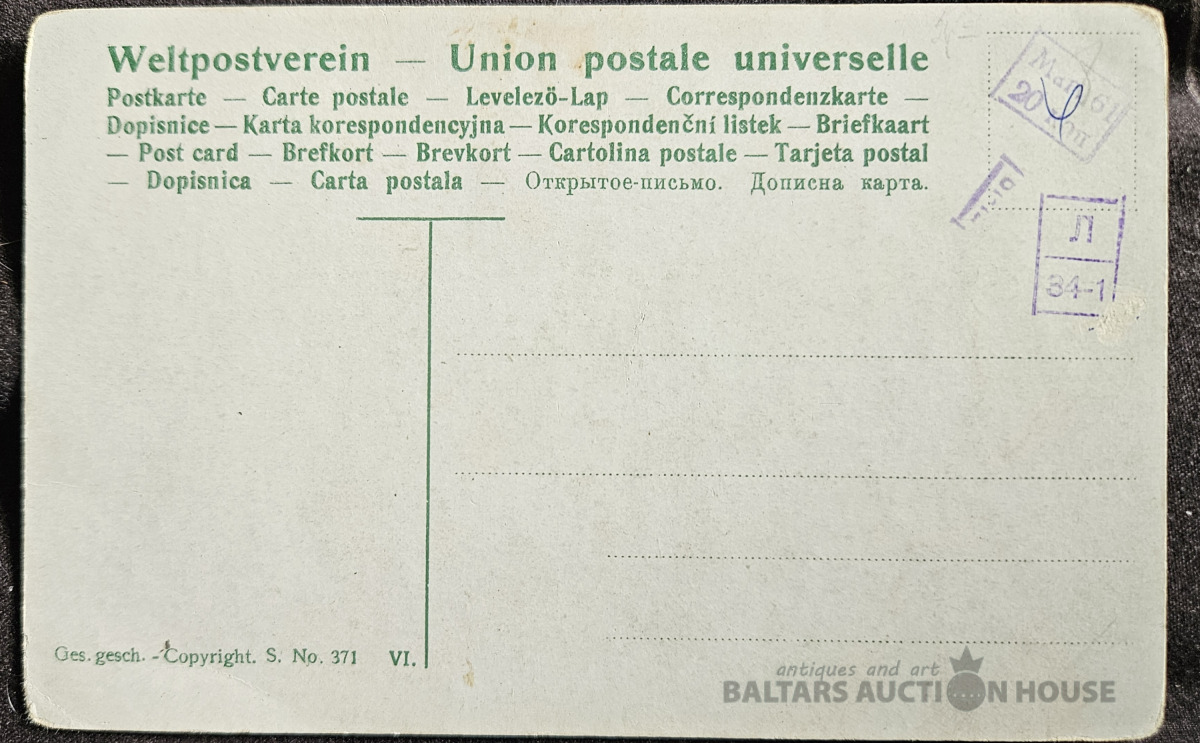 Weltpostverein — Union postale universelle
Postkarte — Carte postale — Levelezö-Lap — Correspondenzkarte —
Dopisnice — Karta korespondencyjna — Korespondenční listek — Briefkaart
— Post card — Brefkort — Brevkort — Cartolina postale — Tarjeta postal
— Dopisnica — Carta postala — Открытое-письмо. Дописна карта.
20 коп
Л
34-1
Ges. gesch. - Copyright. S. No. 371 VI.
antiques and art
BALTARS AUCTION HOUSE